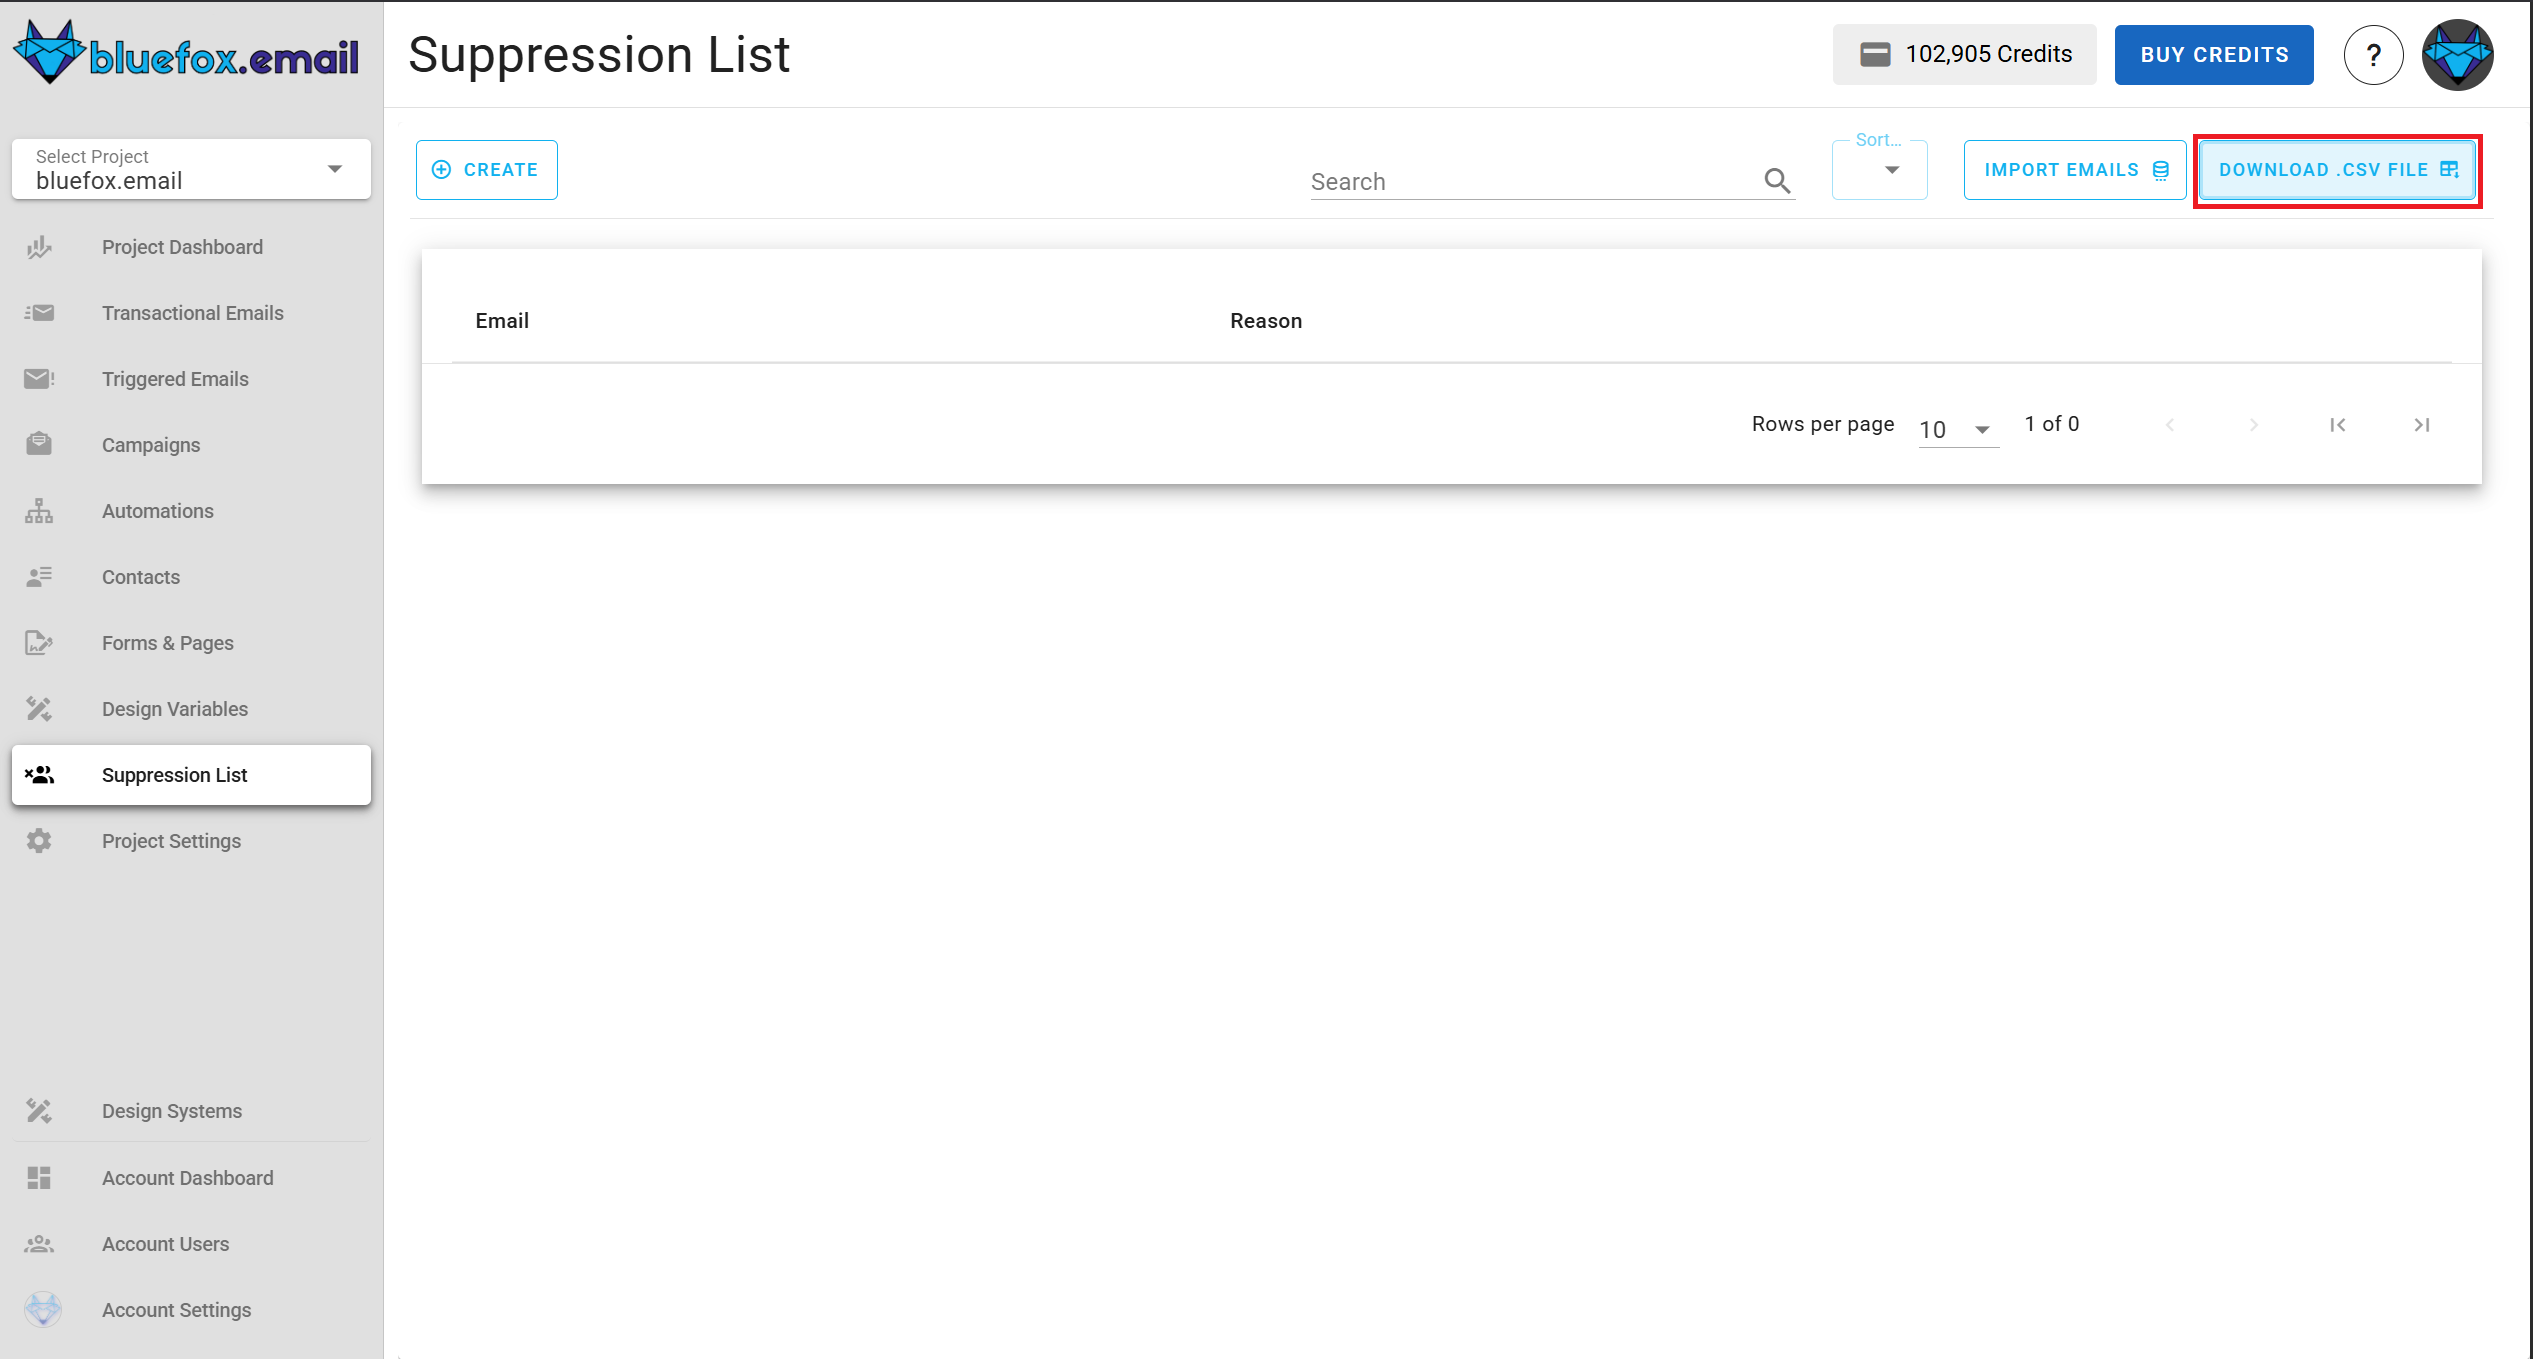 bluefox.email
Suppression List
102,905 Credits
BUY CREDITS
?
Select Project
bluefox.email
CREATE
Search
Sort...
IMPORT EMAILS
DOWNLOAD .CSV FILE
Project Dashboard
Transactional Emails
Triggered Emails
Campaigns
Automations
Contacts
Forms & Pages
Design Variables
Suppression List
Project Settings
Design Systems
Account Dashboard
Account Users
Account Settings
Email Reason
Rows per page 10 1 of 0